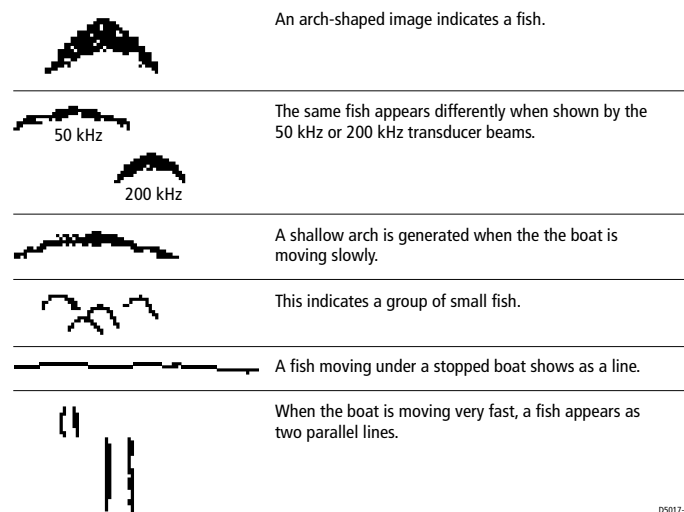 An arch-shaped image indicates a fish.
50 kHz
The same fish appears differently when shown by the
50 kHz or 200 kHz transducer beams.
200 kHz
A shallow arch is generated when the the boat is
moving slowly.
This indicates a group of small fish.
A fish moving under a stopped boat shows as a line.
When the boat is moving very fast, a fish appears as
two parallel lines.
D5017-